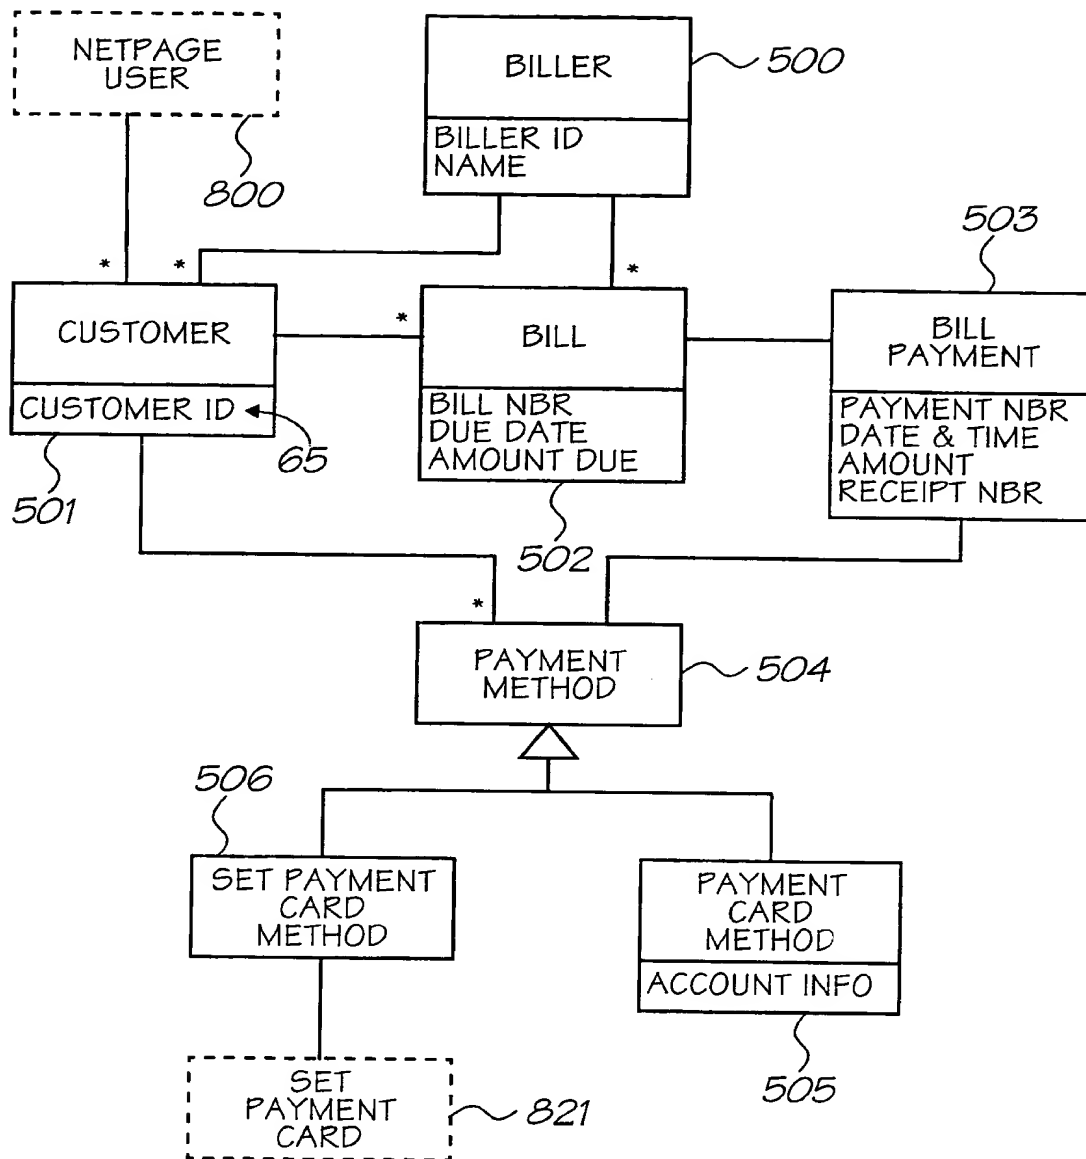 NETPAGE
USER
800
BILLER
BILLER ID
NAME
500
503
*
*
*
CUSTOMER
CUSTOMER ID
65
501
*
BILL
BILL NBR
DUE DATE
AMOUNT DUE
502
BILL
PAYMENT
PAYMENT NBR
DATE & TIME
AMOUNT
RECEIPT NBR
*
PAYMENT
METHOD
504
506
SET PAYMENT
CARD
METHOD
PAYMENT
CARD
METHOD
ACCOUNT INFO
505
SET
PAYMENT
CARD
821